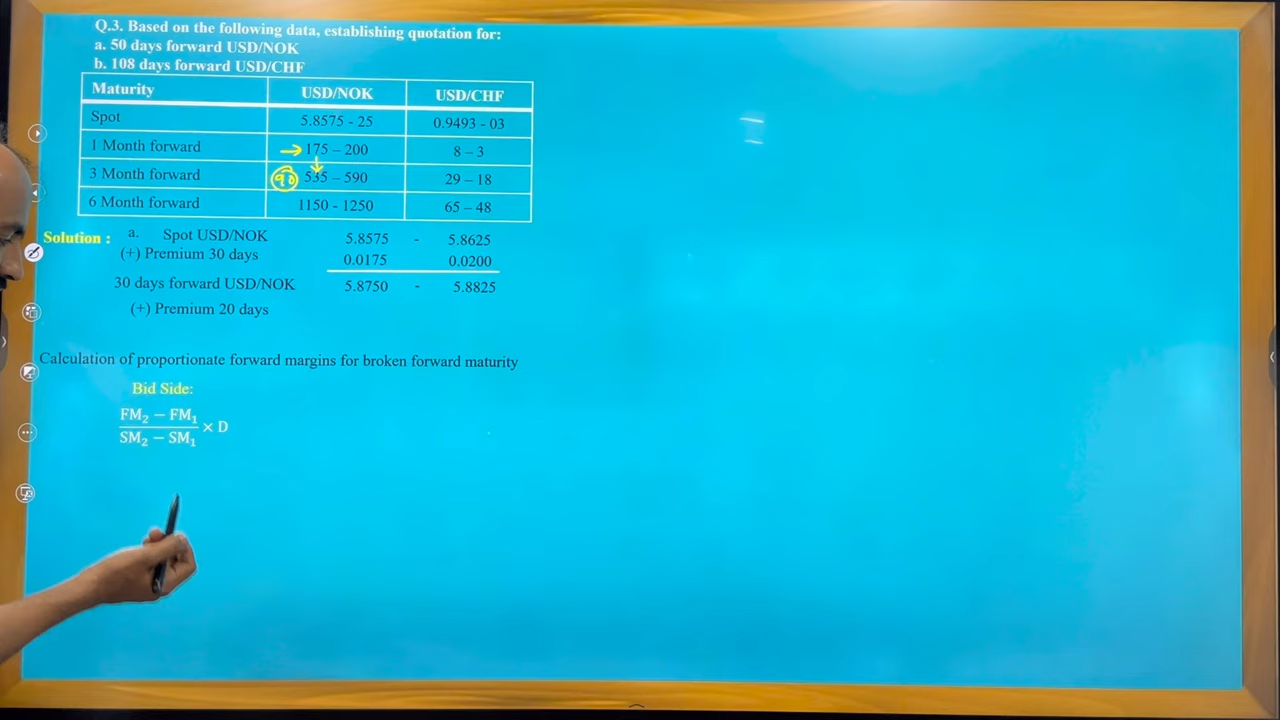 Q.3. Based on the following data, establishing quotation for:
a. 50 days forward USD/NOK
b. 108 days forward USD/CHF
Maturity USD/NOK USD/CHF
Spot 5.8575 - 25 0.9493 - 03
1 Month forward → 175 – 200 8 – 3
3 Month forward 90 535 – 590 29 – 18
6 Month forward 1150 - 1250 65 – 48
Solution : a. Spot USD/NOK 5.8575 - 5.8625
(+) Premium 30 days 0.0175 0.0200
30 days forward USD/NOK 5.8750 - 5.8825
(+) Premium 20 days
Calculation of proportionate forward margins for broken forward maturity
Bid Side:
FM₂ − FM₁
SM₂ − SM₁ × D